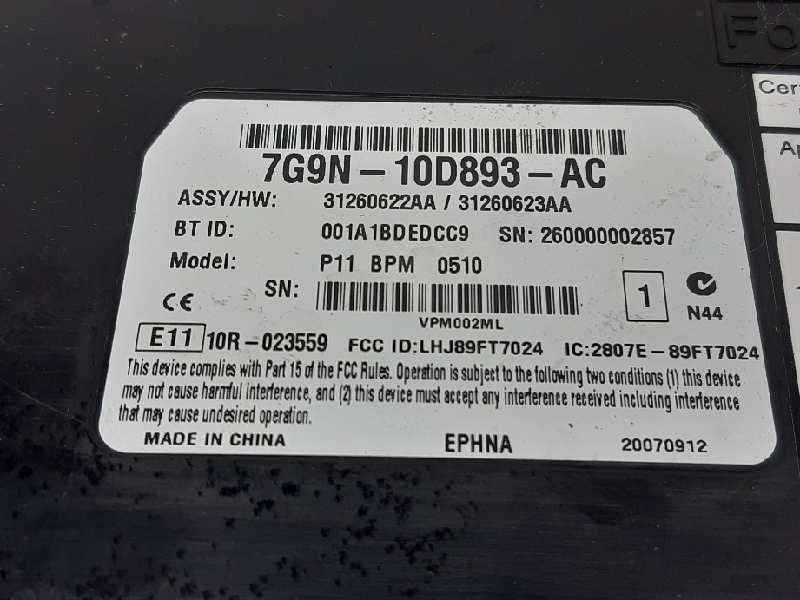 Fo
Cer
7G9N-10D893-AC
ASSY/HW: 31260622AA / 31260623AA
BT ID: 001A1BDEDCC9 SN: 260000002857
Model: P11 BPM 0510
SN:
VPM002ML
1
N44
CE
E11 10R-023559 FCC ID:LHJ89FT7024 IC:2807E-89FT7024
This device complies with Part 15 of the FCC Rules. Operation is subject to the following two conditions (1) this device
may not cause harmful interference, and (2) this device must accept any interference received including interference
that may cause undesired operation.
MADE IN CHINA EPHNA 20070912